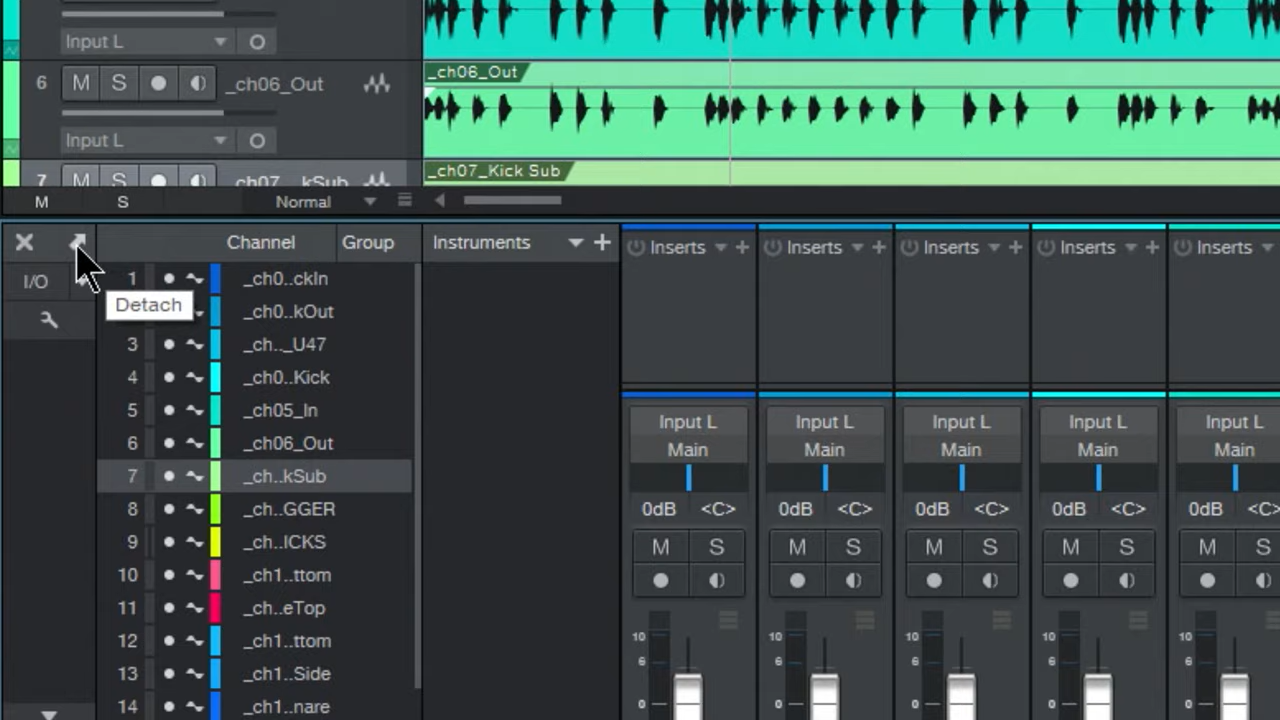 Input L
6 M S _ch06_Out
_ch06_Out
Input L
7 M S _ch07_..kSub
_ch07_Kick Sub
M S Normal
Channel Group Instruments
Inserts Inserts Inserts Inserts Inserts
I/O
Detach
1 _ch0..ckIn
_ch0..kOut
3 _ch.._U47
4 _ch0..Kick
5 _ch05_In
6 _ch06_Out
7 _ch..kSub
8 _ch..GGER
9 _ch..ICKS
10 _ch1..ttom
11 _ch..eTop
12 _ch1..ttom
13 _ch1..Side
14 _ch1..nare
Input L Input L Input L Input L Input L
Main Main Main Main Main
0dB <C> 0dB <C> 0dB <C> 0dB <C> 0dB <C>
M S M S M S M S M S
10 10 10 10 10
6 6 6 6 6
0 0 0 0 0